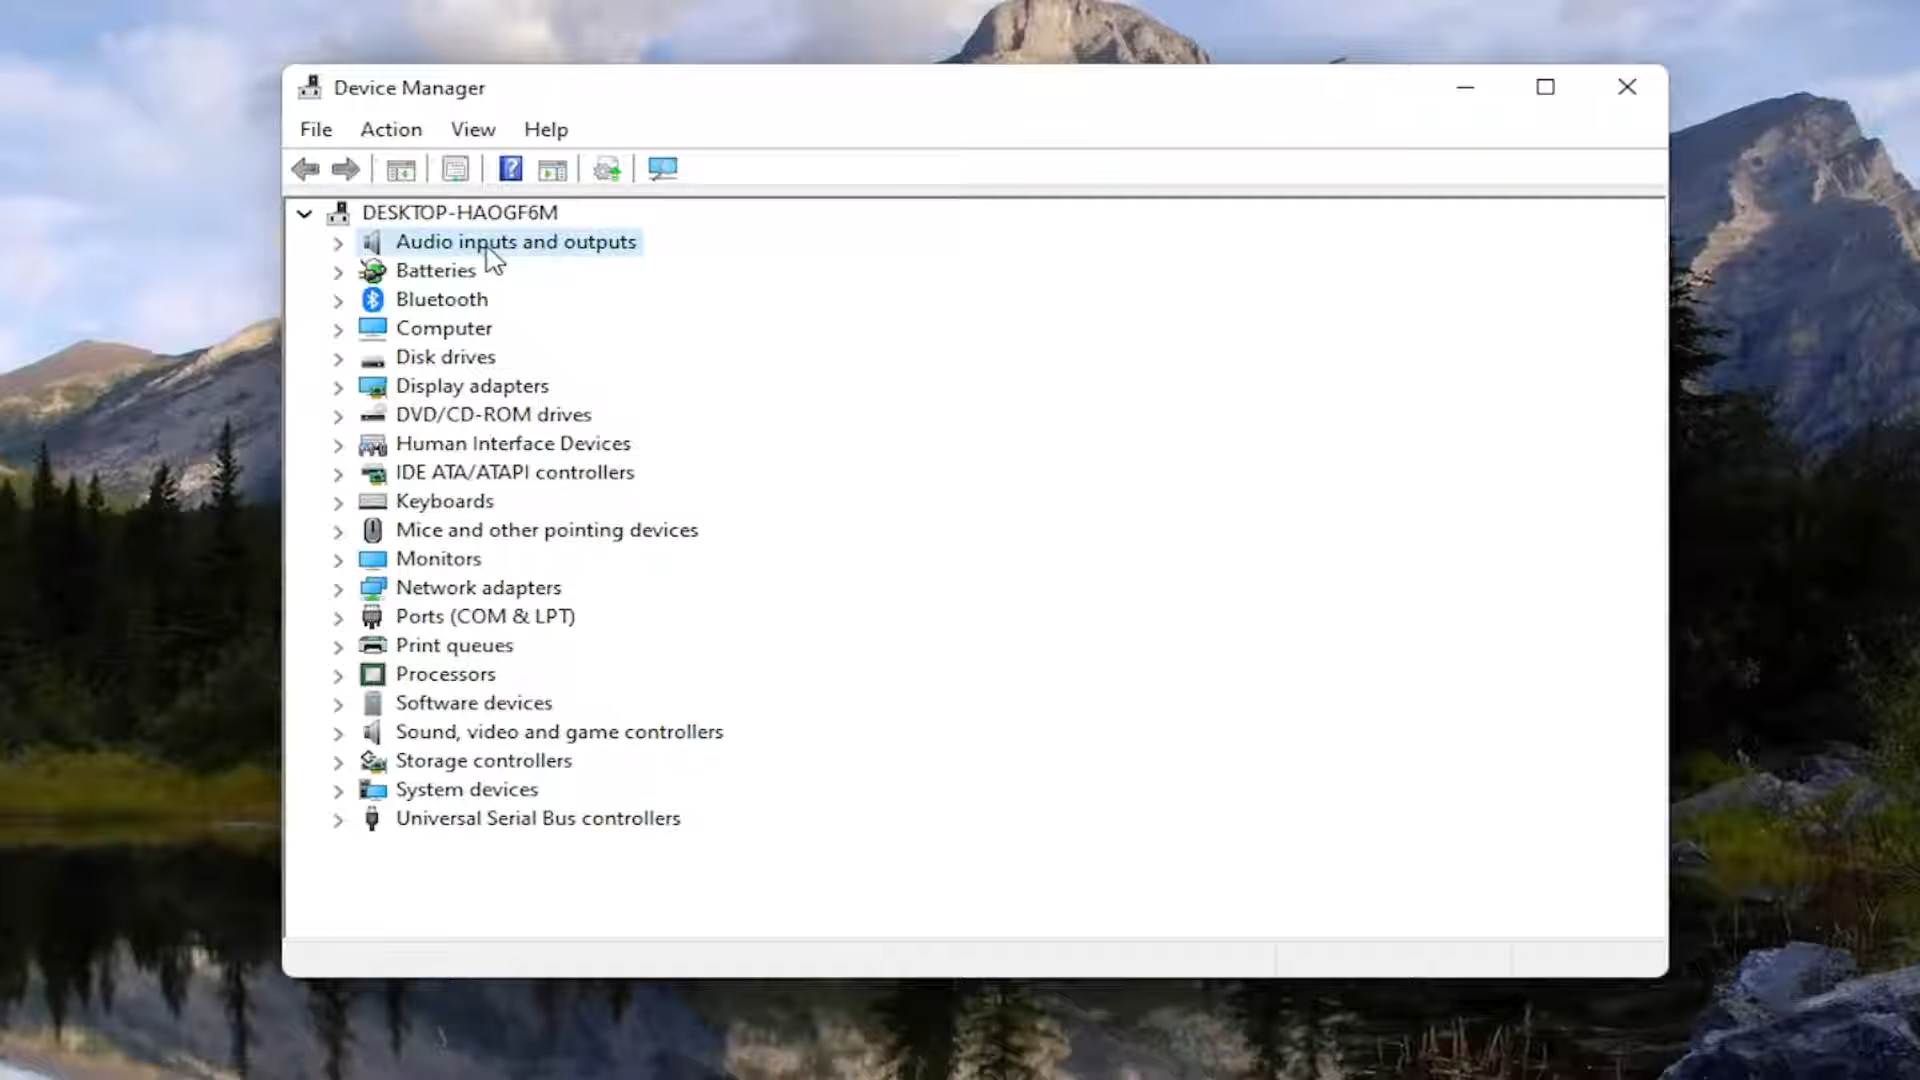 Device Manager
File Action View Help
?
DESKTOP-HAOGF6M
Audio inputs and outputs
Batteries
Bluetooth
Computer
Disk drives
Display adapters
DVD/CD-ROM drives
Human Interface Devices
IDE ATA/ATAPI controllers
Keyboards
Mice and other pointing devices
Monitors
Network adapters
Ports (COM & LPT)
Print queues
Processors
Software devices
Sound, video and game controllers
Storage controllers
System devices
Universal Serial Bus controllers